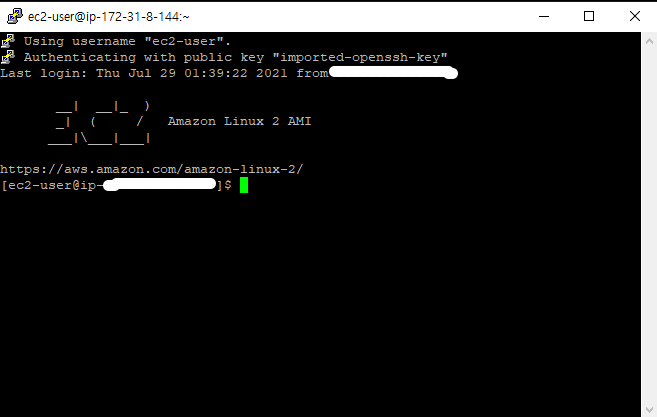 ec2-user@ip-172-31-8-144:~
Using username "ec2-user".
Authenticating with public key "imported-openssh-key"
Last login: Thu Jul 29 01:39:22 2021 from
       __|  __|_  )
       _|  (     /   Amazon Linux 2 AMI
      ___|\___|___|
https://aws.amazon.com/amazon-linux-2/
[ec2-user@ip-]$